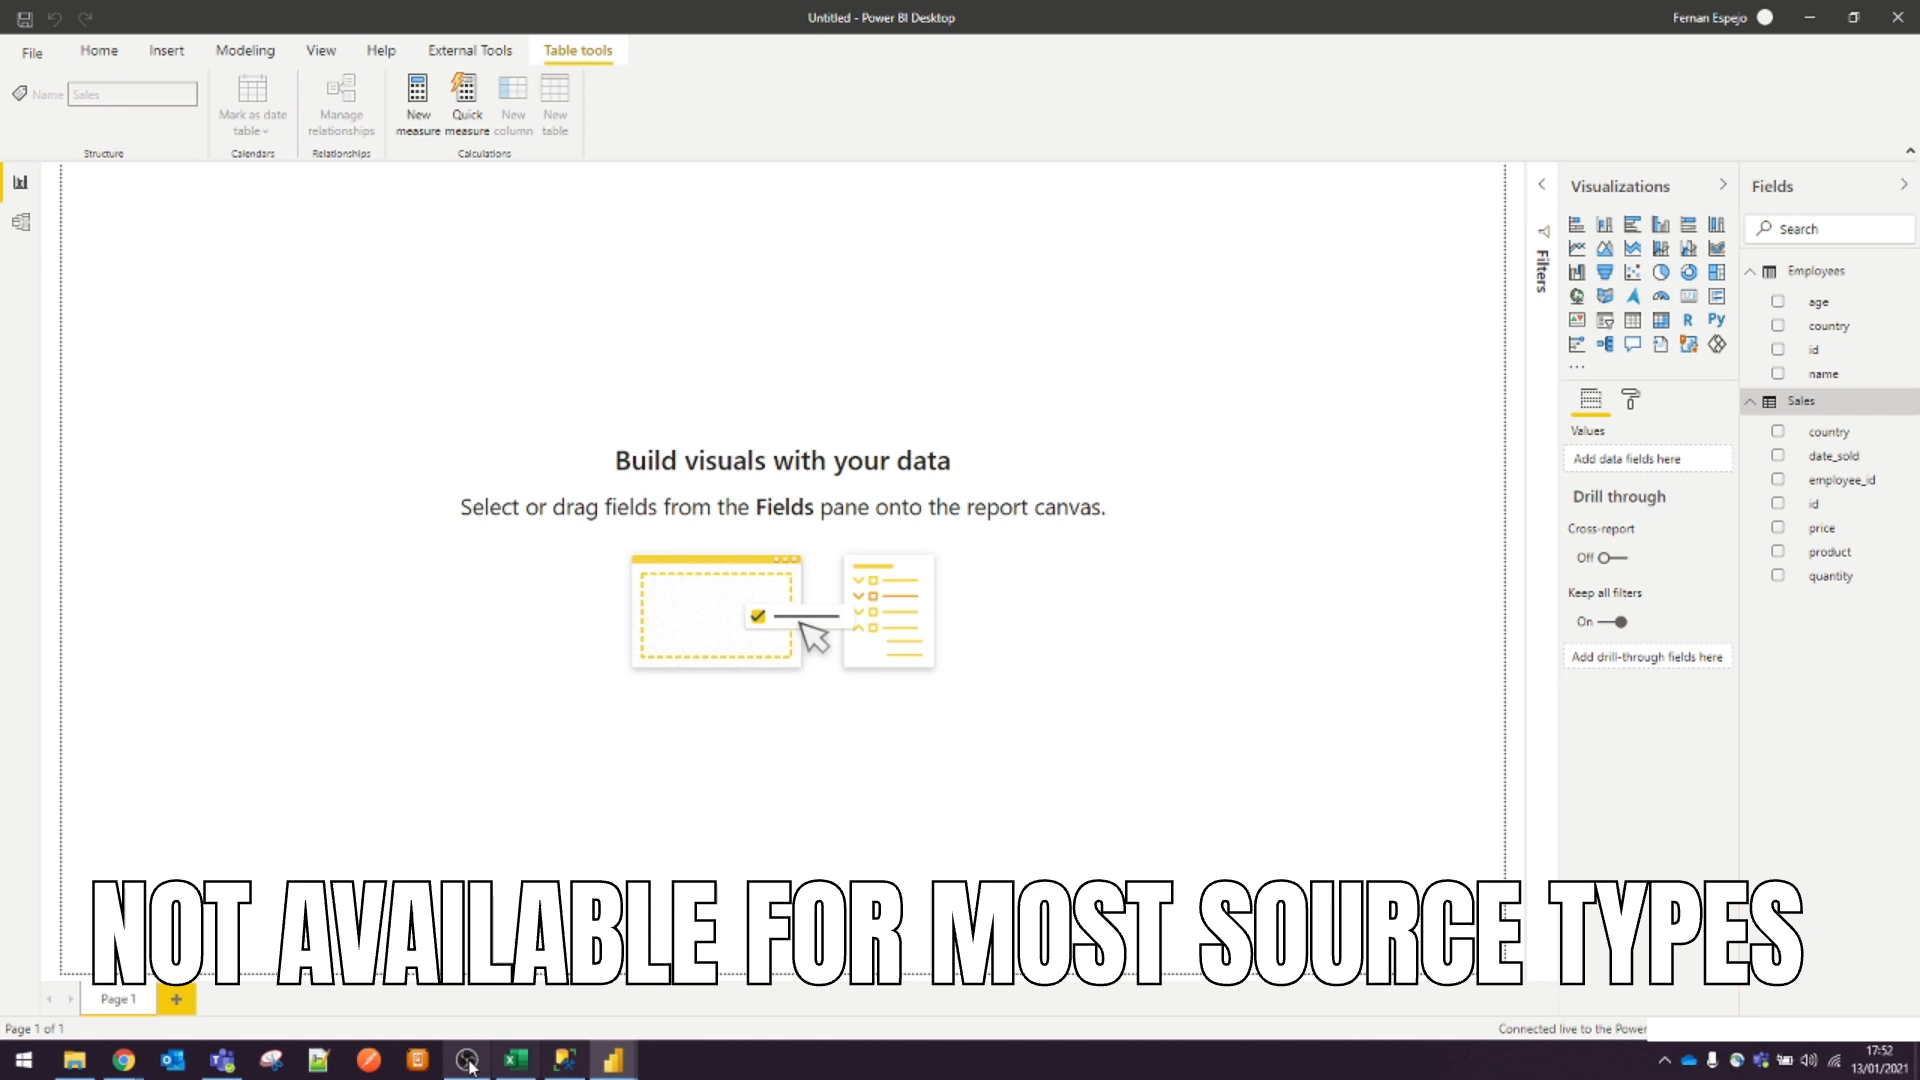 Untitled - Power BI Desktop
Fernan Espejo
File Home Insert Modeling View Help External Tools Table tools
Name Sales
Mark as date table
Manage relationships
New measure
Quick measure
New column
New table
Structure
Calendars
Relationships
Calculations
Visualizations
Fields
Search
Filters
R
Py
Employees
age
country
id
name
Sales
country
date_sold
employee_id
id
price
product
quantity
Values
Add data fields here
Drill through
Cross-report
Off
Keep all filters
On
Add drill-through fields here
Build visuals with your data
Select or drag fields from the Fields pane onto the report canvas.
NOT AVAILABLE FOR MOST SOURCE TYPES
Page 1
Page 1 of 1
Connected live to the Power
17:52
13/01/2021